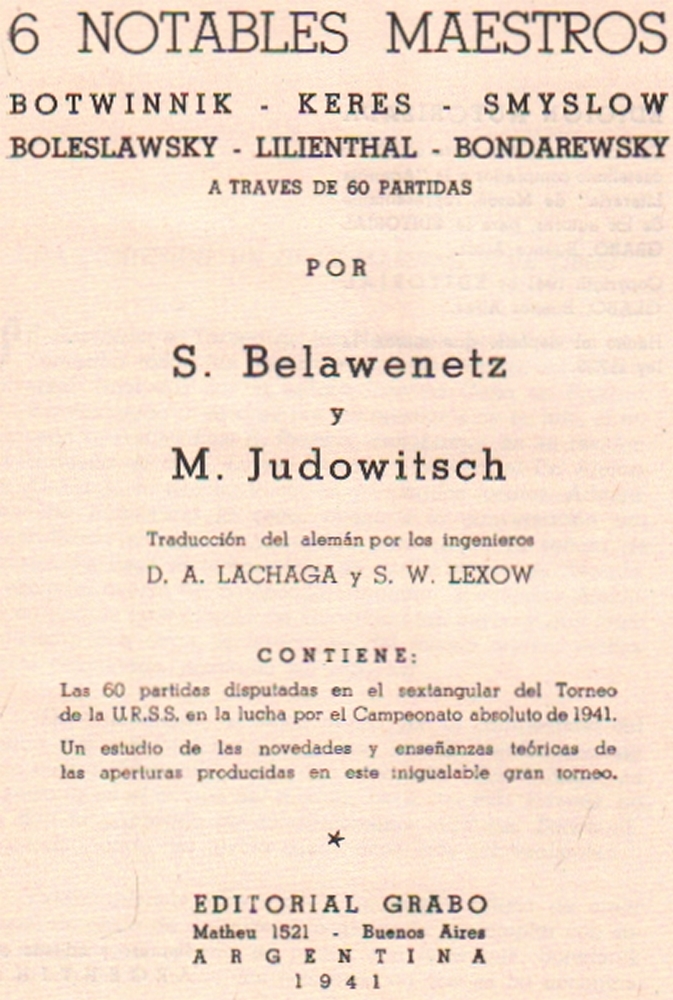 6 NOTABLES MAESTROS
BOTWINNIK - KERES - SMYSLOW
BOLESLAWSKY - LILIENTHAL - BONDAREWSKY
A TRAVES DE 60 PARTIDAS
POR
S. Belawenetz
y
M. Judowitsch
Traducción del alemán por los ingenieros
D. A. LACHAGA y S. W. LEXOW
CONTIENE:
Las 60 partidas disputadas en el sextangular del Torneo
de la U.R.S.S. en la lucha por el Campeonato absoluto de 1941.
Un estudio de las novedades y enseñanzas teóricas de
las aperturas producidas en este inigualable gran torneo.
*
EDITORIAL GRABO
Matheu 1521 - Buenos Aires
ARGENTINA
1941